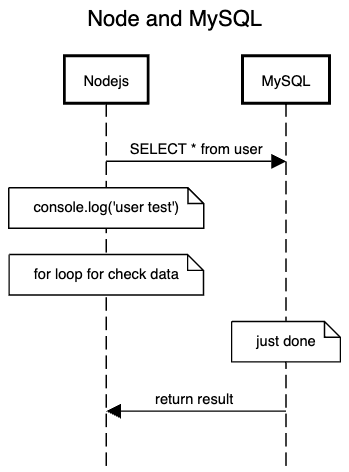 Node and MySQL
Nodejs
MySQL
SELECT * from user
console.log('user test')
for loop for check data
just done
return result